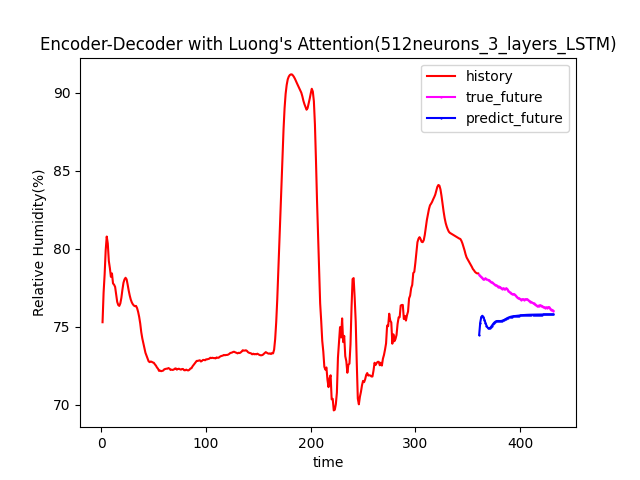 Encoder-Decoder with Luong's Attention(512neurons_3_layers_LSTM)
history
true_future
predict_future
Relative Humidity(%)
90
85
80
75
70
0 100 200 300 400
time